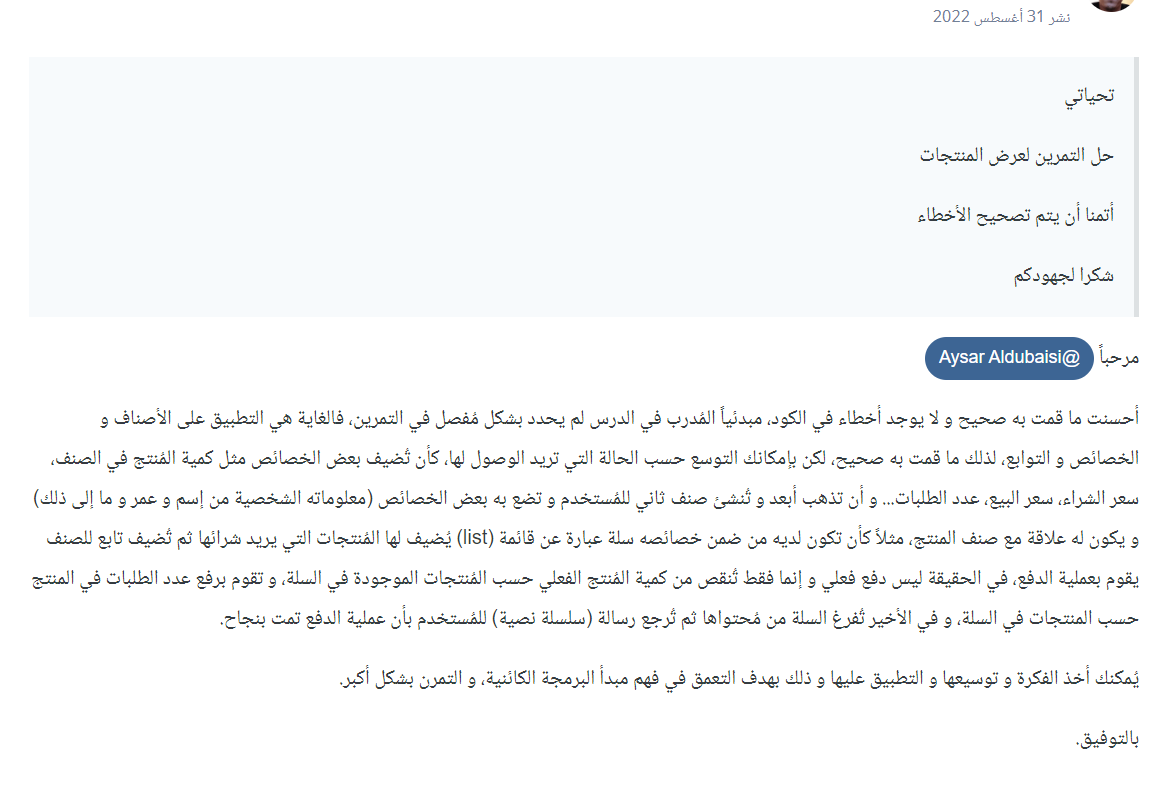 نشر 31 أغسطس 2022
تحياتي
حل التمرين لعرض المنتجات
أتمنا أن يتم تصحيح الأخطاء
شكرا لجهودكم
مرحباً @Aysar Aldubaisi
أحسنت ما قمت به صحيح و لا يوجد أخطاء في الكود، مبدئياً المُدرب في الدرس لم يحدد بشكل مُفصل في التمرين، فالغاية هي التطبيق على الأصناف و
الخصائص و التوابع، لذلك ما قمت به صحيح، لكن بإمكانك التوسع حسب الحالة التي تريد الوصول لها، كأن تُضيف بعض الخصائص مثل كمية المُنتج في الصنف،
سعر الشراء، سعر البيع، عدد الطلبات... و أن تذهب أبعد و تُنشئ صنف ثاني للمُستخدم و تضع به بعض الخصائص (معلوماته الشخصية من إسم و عمر و ما إلى ذلك)
و يكون له علاقة مع صنف المنتج، مثلاً كأن تكون لديه من ضمن خصائصه سلة عبارة عن قائمة (list) يُضيف لها المُنتجات التي يريد شرائها ثم تُضيف تابع للصنف
يقوم بعملية الدفع، في الحقيقة ليس دفع فعلي و إنما فقط تُنقص من كمية المُنتج الفعلي حسب المُنتجات الموجودة في السلة، و تقوم برفع عدد الطلبات في المنتج
حسب المنتجات في السلة، و في الأخير تُفرغ السلة من مُحتواها ثم تُرجع رسالة (سلسلة نصية) للمُستخدم بأن عملية الدفع تمت بنجاح.
يُمكنك أخذ الفكرة و توسيعها و التطبيق عليها و ذلك بهدف التعمق في فهم مبدأ البرمجة الكائنية، و التمرن بشكل أكبر.
بالتوفيق.